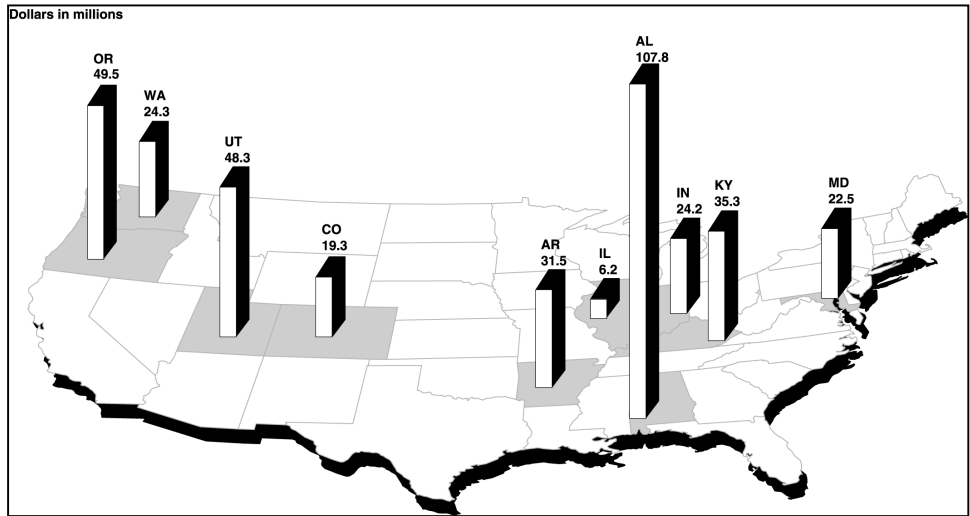 Dollars in millions
OR
49.5
WA
24.3
UT
48.3
CO
19.3
AR
31.5
IL
6.2
AL
107.8
IN
24.2
KY
35.3
MD
22.5